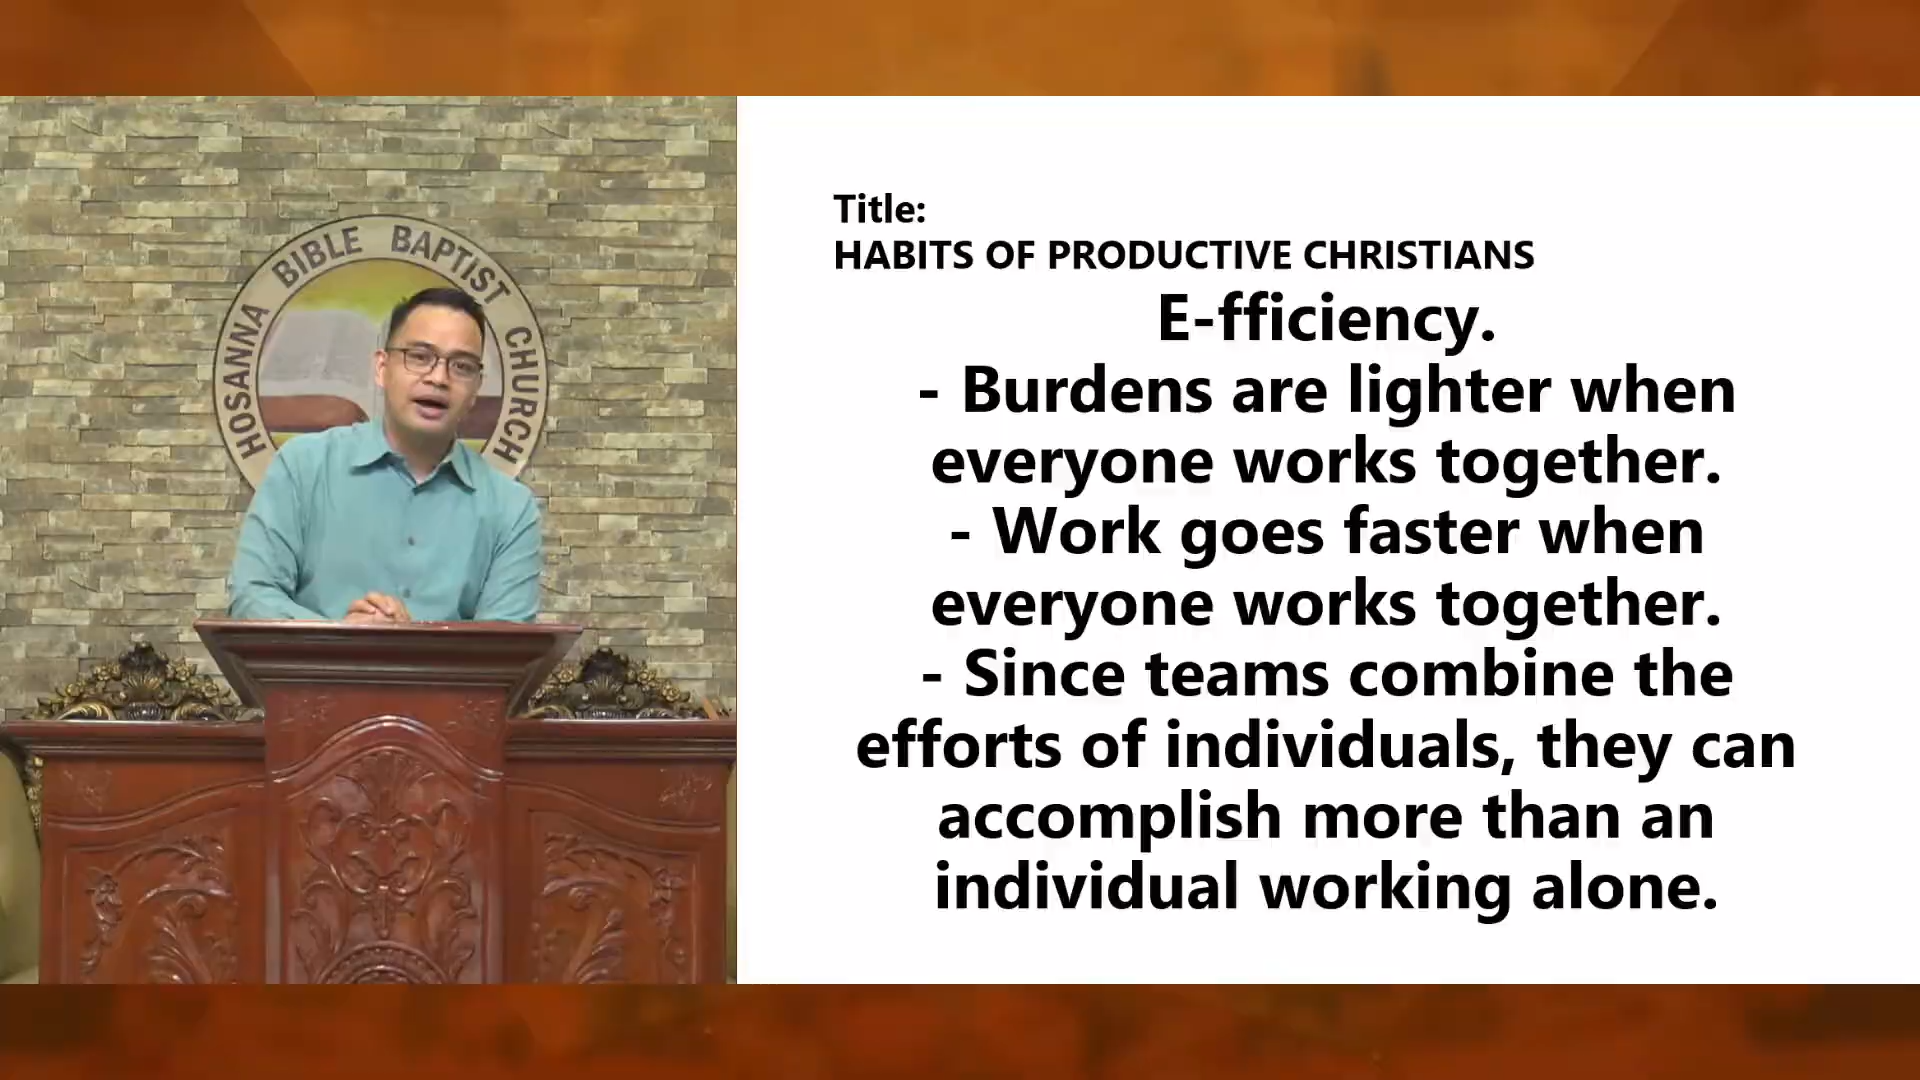 HOSANNA BIBLE BAPTIST CHURCH
Title:
HABITS OF PRODUCTIVE CHRISTIANS
E-fficiency.
- Burdens are lighter when
everyone works together.
- Work goes faster when
everyone works together.
- Since teams combine the
efforts of individuals, they can
accomplish more than an
individual working alone.